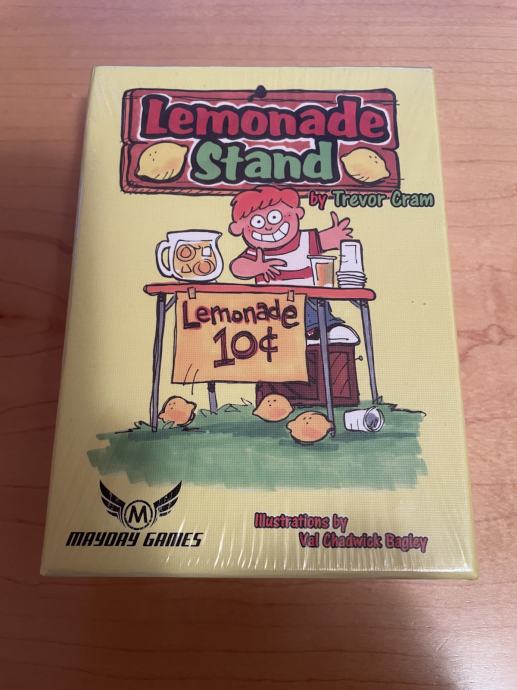 Lemonade
Stand
by Trevor Cram
Lemonade
10¢
M
MAYDAY GAMES
Illustrations by
Val Chadwick Bagley